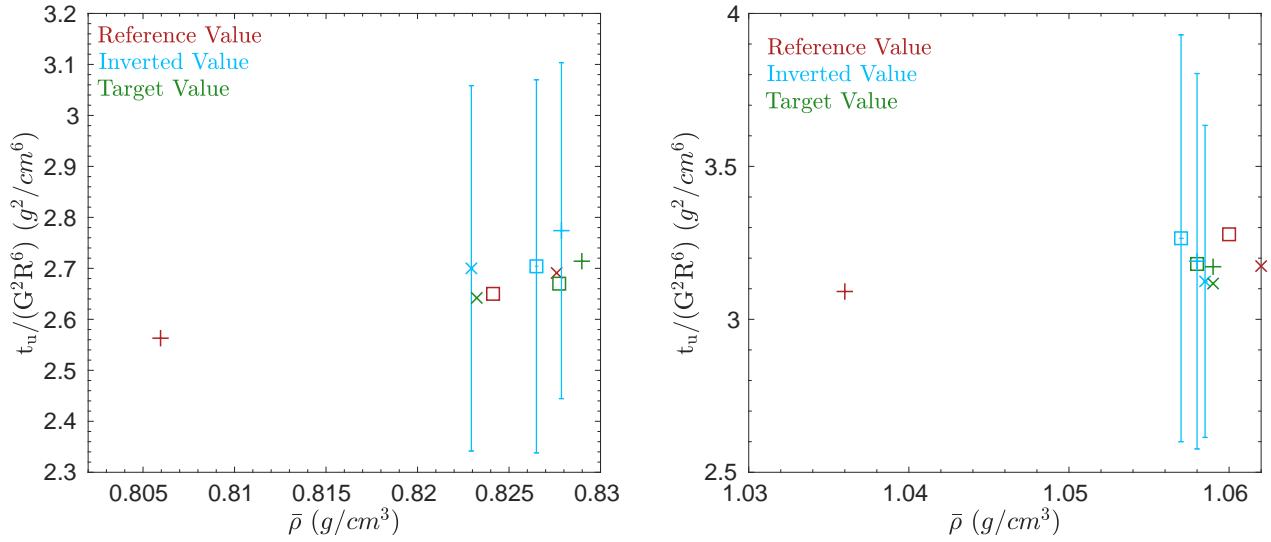 3.2
3.1
3
2.9
2.8
2.7
2.6
2.5
2.4
2.3
0.805 0.81 0.815 0.82 0.825 0.83
ρ̄ (g/cm³)
t_u/(G²R⁶) (g²/cm⁶)
Reference Value
Inverted Value
Target Value
4
3.5
3
2.5
1.03 1.04 1.05 1.06
ρ̄ (g/cm³)
t_u/(G²R⁶) (g²/cm⁶)
Reference Value
Inverted Value
Target Value